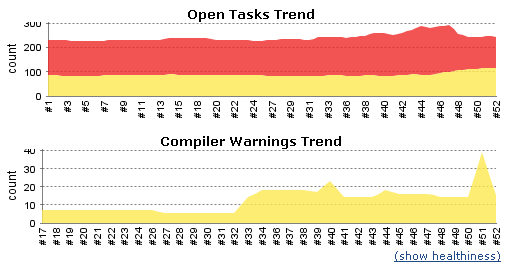 Open Tasks Trend
300
200
100
0
count
#1 #3 #5 #7 #9 #11 #13 #15 #18 #20 #22 #24 #27 #29 #31 #33 #36 #38 #40 #42 #44 #46 #48 #50 #52
Compiler Warnings Trend
40
30
20
10
0
count
#17 #18 #19 #20 #21 #22 #23 #24 #26 #27 #28 #29 #31 #32 #33 #34 #36 #37 #39 #40 #41 #42 #43 #44 #45 #46 #47 #48 #49 #50 #51 #52
(show healthiness)